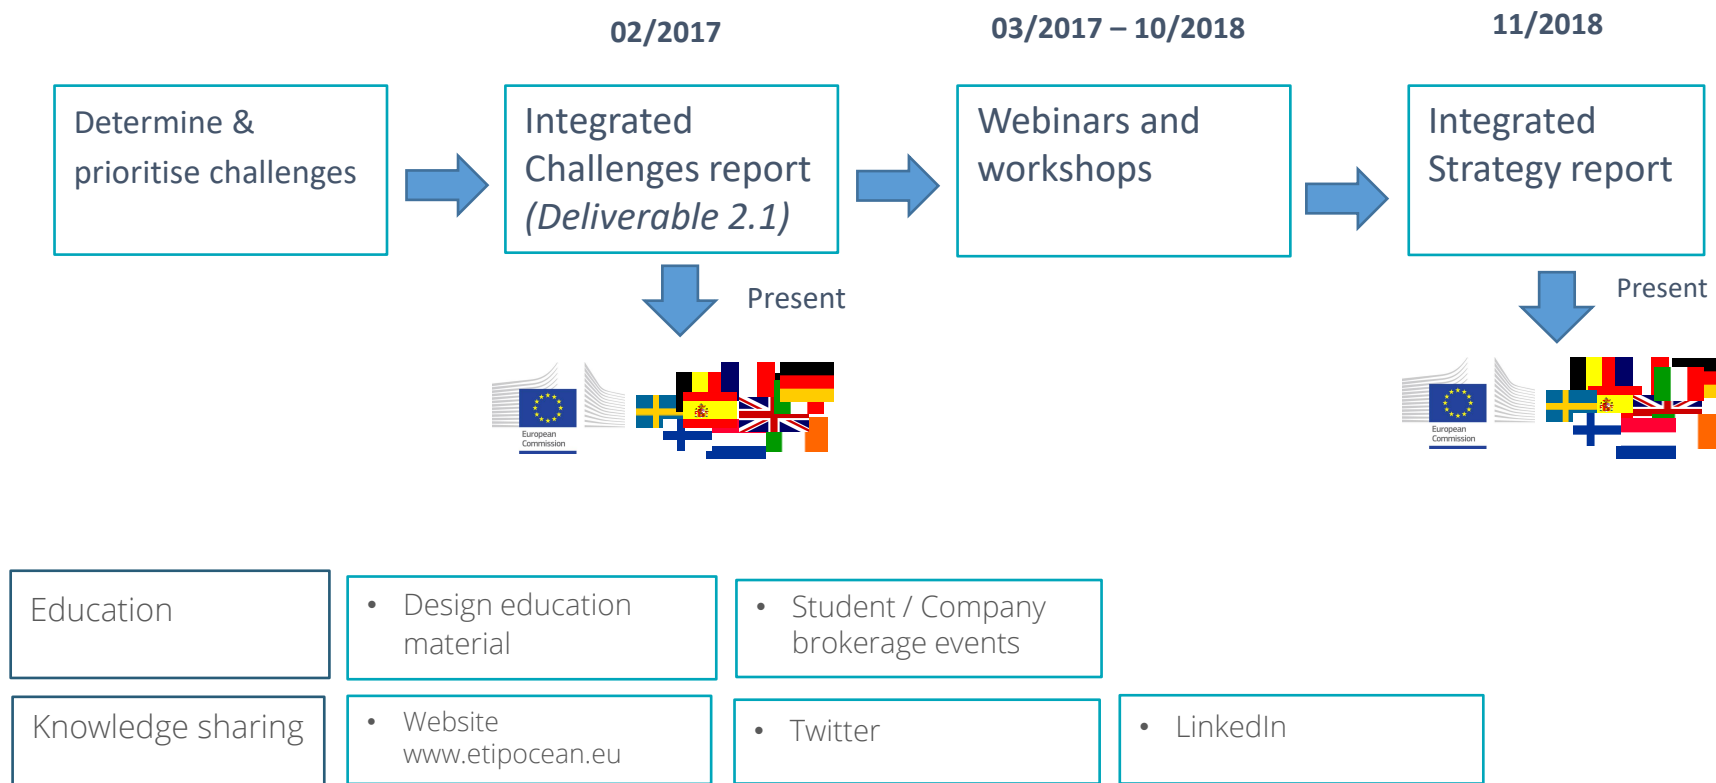 02/2017
03/2017 – 10/2018
11/2018
Determine &
prioritise challenges
Integrated
Challenges report
(Deliverable 2.1)
Webinars and
workshops
Integrated
Strategy report
Present
Present
European
Commission
European
Commission
Education
• Design education
material
• Student / Company
brokerage events
Knowledge sharing
• Website
www.etipocean.eu
• Twitter
• LinkedIn